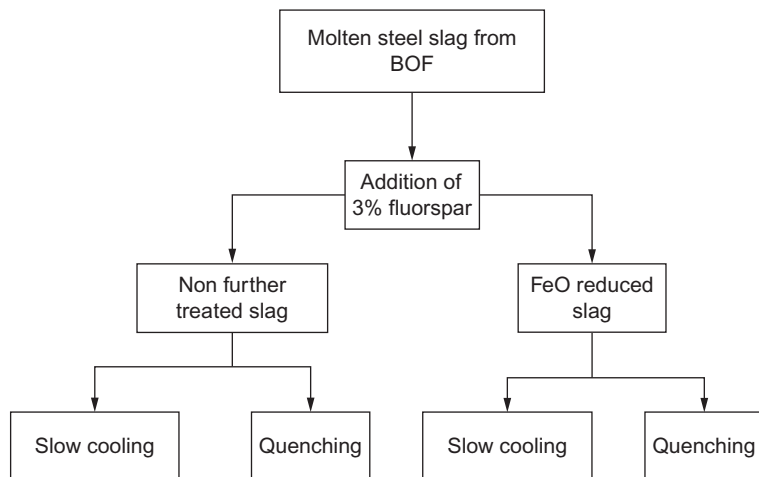 Molten steel slag from
BOF
Addition of
3% fluorspar
Non further
treated slag
FeO reduced
slag
Slow cooling
Quenching
Slow cooling
Quenching